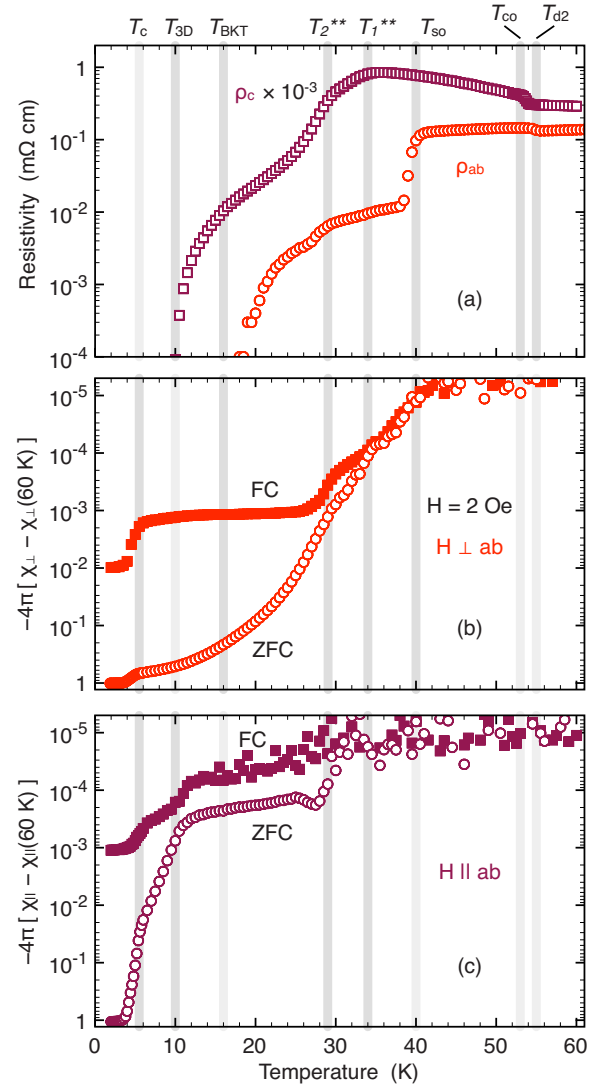 Tc T3D TBKT T2** T1** Tso Tco Td2
Resistivity (mΩ cm)
1
10-1
10-2
10-3
10-4
ρc × 10-3
ρab
(a)
−4π [ χ⊥ − χ⊥(60 K) ]
10-5
10-4
10-3
10-2
10-1
1
FC
ZFC
H = 2 Oe
H ⊥ ab
(b)
−4π [ χ|| − χ||(60 K) ]
10-5
10-4
10-3
10-2
10-1
1
FC
ZFC
H || ab
(c)
0 10 20 30 40 50 60
Temperature (K)